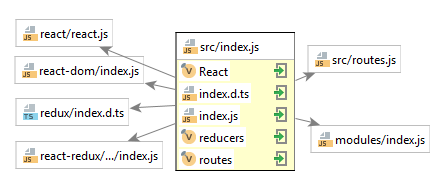 react/react.js
react-dom/index.js
redux/index.d.ts
react-redux/.../index.js
src/index.js
React
index.d.ts
index.js
reducers
routes
src/routes.js
modules/index.js